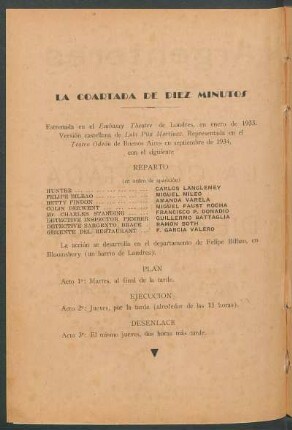 LA COARTADA DE DIEZ MINUTOS
Estrenada en el Embassy Theatre de Londres, en enero de 1933.
Versión castellana de Luis Pita Martínez. Representada en el
Teatro Odeón de Buenos Aires en septiembre de 1934,
con el siguiente
REPARTO
(en orden de aparición)
HUNTER CARLOS
FELIPE BILBAO MIGUEL MILEO
BETTY FINDON AMANDA VARELA
COLIN DERWENT MIGUEL FAUST ROCHA
SIR CHARLES STANDING FRANCISCO P. DONADIO
DETECTIVE INSPECTOR PEMBER GUILLERMO BATTAGLIA
DETECTIVE SARGENTO BRACE RAMON BOTH
GERENTE DEL RESTAURANT F. GARCIA VALERO
La acción se desarrolla en el departamento de Felipe Bilbao, en
Bloomsbury (un barrio de Londres).
PLAN
Acto 1º: Martes, al final de la tarde.
EJECUCION
Acto 2º: Jueves, por la tarde (alrededor de las 11 horas).
DESENLACE
Acto 3º: El mismo jueves, dos horas más tarde.